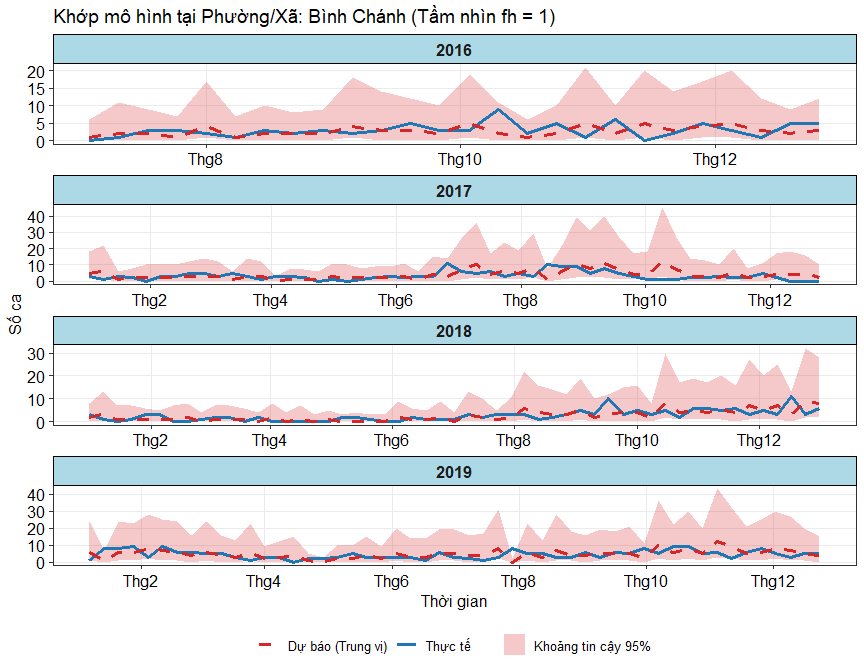 Khớp mô hình tại Phường/Xã: Bình Chánh (Tầm nhìn fh = 1)
2016
20
15
10
5
0
Thg8 Thg10 Thg12
2017
40
30
20
10
0
Thg2 Thg4 Thg6 Thg8 Thg10 Thg12
Số ca
2018
30
20
10
0
Thg2 Thg4 Thg6 Thg8 Thg10 Thg12
2019
40
30
20
10
0
Thg2 Thg4 Thg6 Thg8 Thg10 Thg12
Thời gian
Dự báo (Trung vị) Thực tế Khoảng tin cậy 95%